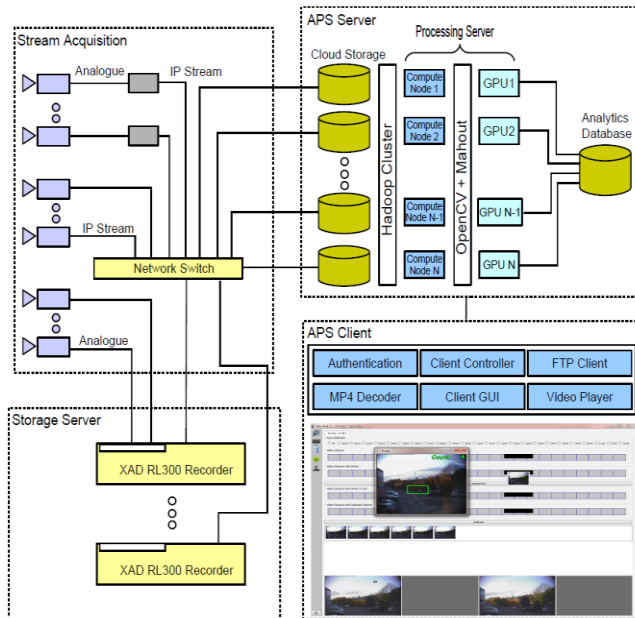 Stream Acquisition
Analogue
IP Stream
IP Stream
Network Switch
Analogue
Storage Server
XAD RL300 Recorder
XAD RL300 Recorder
APS Server
Processing Server
Cloud Storage
Hadoop Cluster
Compute
Node 1
Compute
Node 2
Compute
Node N-1
Compute
Node N
OpenCV + Mahout
GPU1
GPU2
GPU N-1
GPU N
Analytics
Database
APS Client
Authentication
Client Controller
FTP Client
MP4 Decoder
Client GUI
Video Player